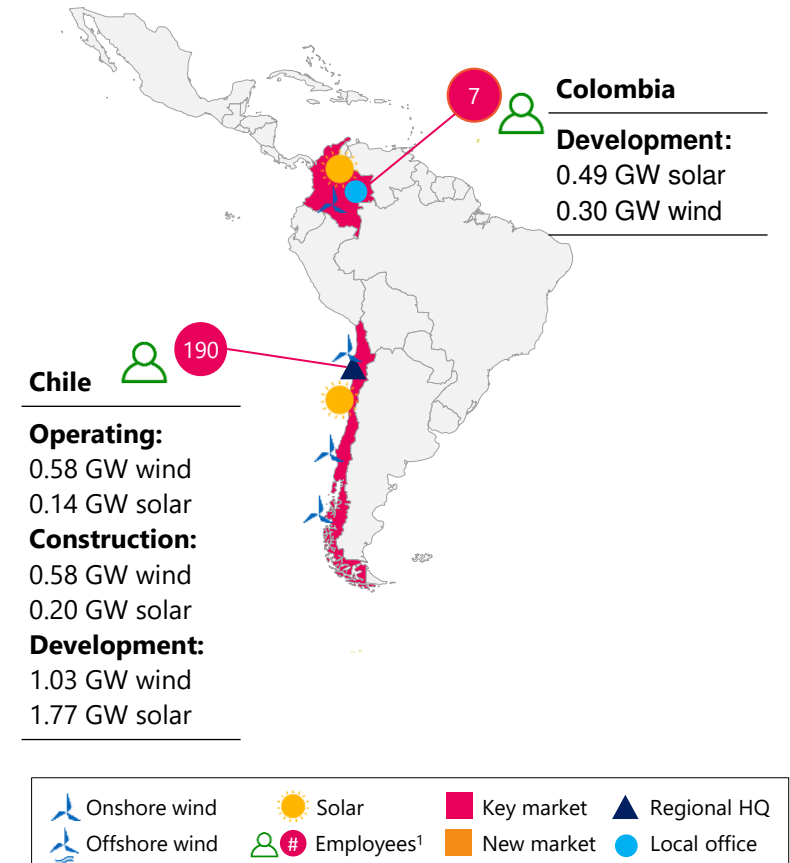 7
Colombia
Development:
0.49 GW solar
0.30 GW wind
190
Chile
Operating:
0.58 GW wind
0.14 GW solar
Construction:
0.58 GW wind
0.20 GW solar
Development:
1.03 GW wind
1.77 GW solar
Onshore wind Solar Key market Regional HQ
Offshore wind # Employees¹ New market Local office